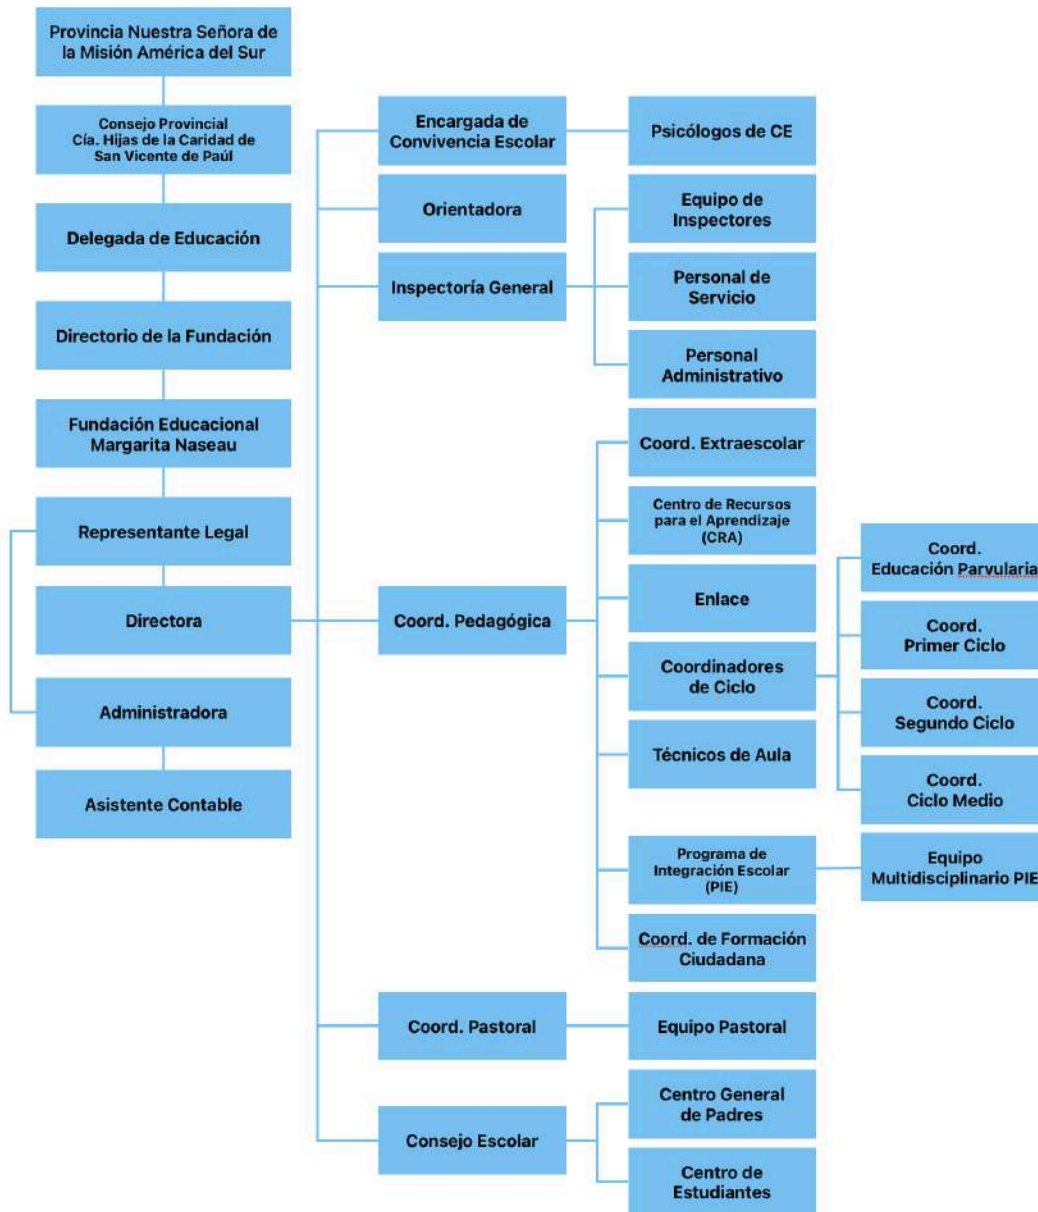 Provincia Nuestra Señora de
la Misión América del Sur
Consejo Provincial
Cía. Hijas de la Caridad de
San Vicente de Paúl
Delegada de Educación
Directorio de la Fundación
Fundación Educacional
Margarita Naseau
Representante Legal
Directora
Administradora
Asistente Contable
Encargada de
Convivencia Escolar
Orientadora
Inspectoría General
Coord. Pedagógica
Coord. Pastoral
Consejo Escolar
Psicólogos de CE
Equipo de
Inspectores
Personal de
Servicio
Personal
Administrativo
Coord. Extraescolar
Centro de Recursos
para el Aprendizaje
(CRA)
Enlace
Coordinadores
de Ciclo
Técnicos de Aula
Programa de
Integración Escolar
(PIE)
Coord. de Formación
Ciudadana
Equipo Pastoral
Centro General
de Padres
Centro de
Estudiantes
Coord.
Educación Parvularia
Coord.
Primer Ciclo
Coord.
Segundo Ciclo
Coord.
Ciclo Medio
Equipo
Multidisciplinario PIE